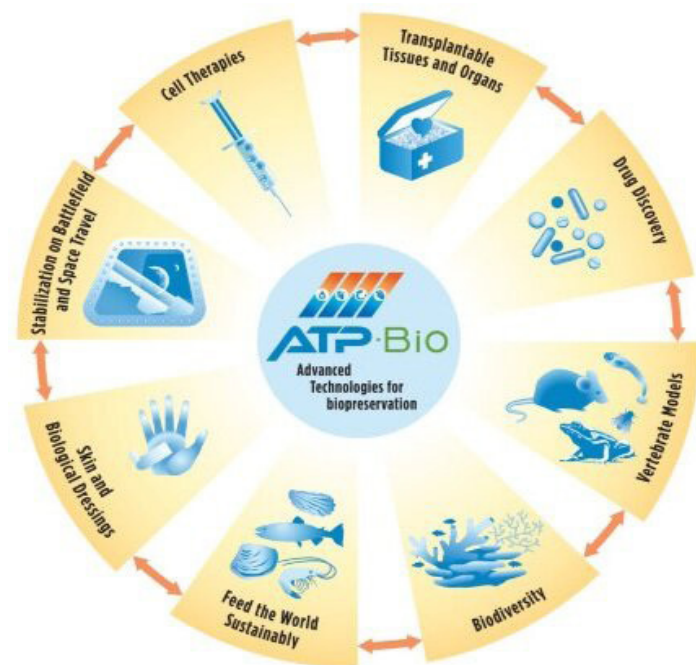 Cell Therapies
Transplantable
Tissues and Organs
Drug Discovery
Vertebrate Models
Biodiversity
Feed the World
Sustainably
Skin and
Biological Dressings
Stabilization on Battlefield
and Space Travel
ATP-Bio
Advanced
Technologies for
biopreservation